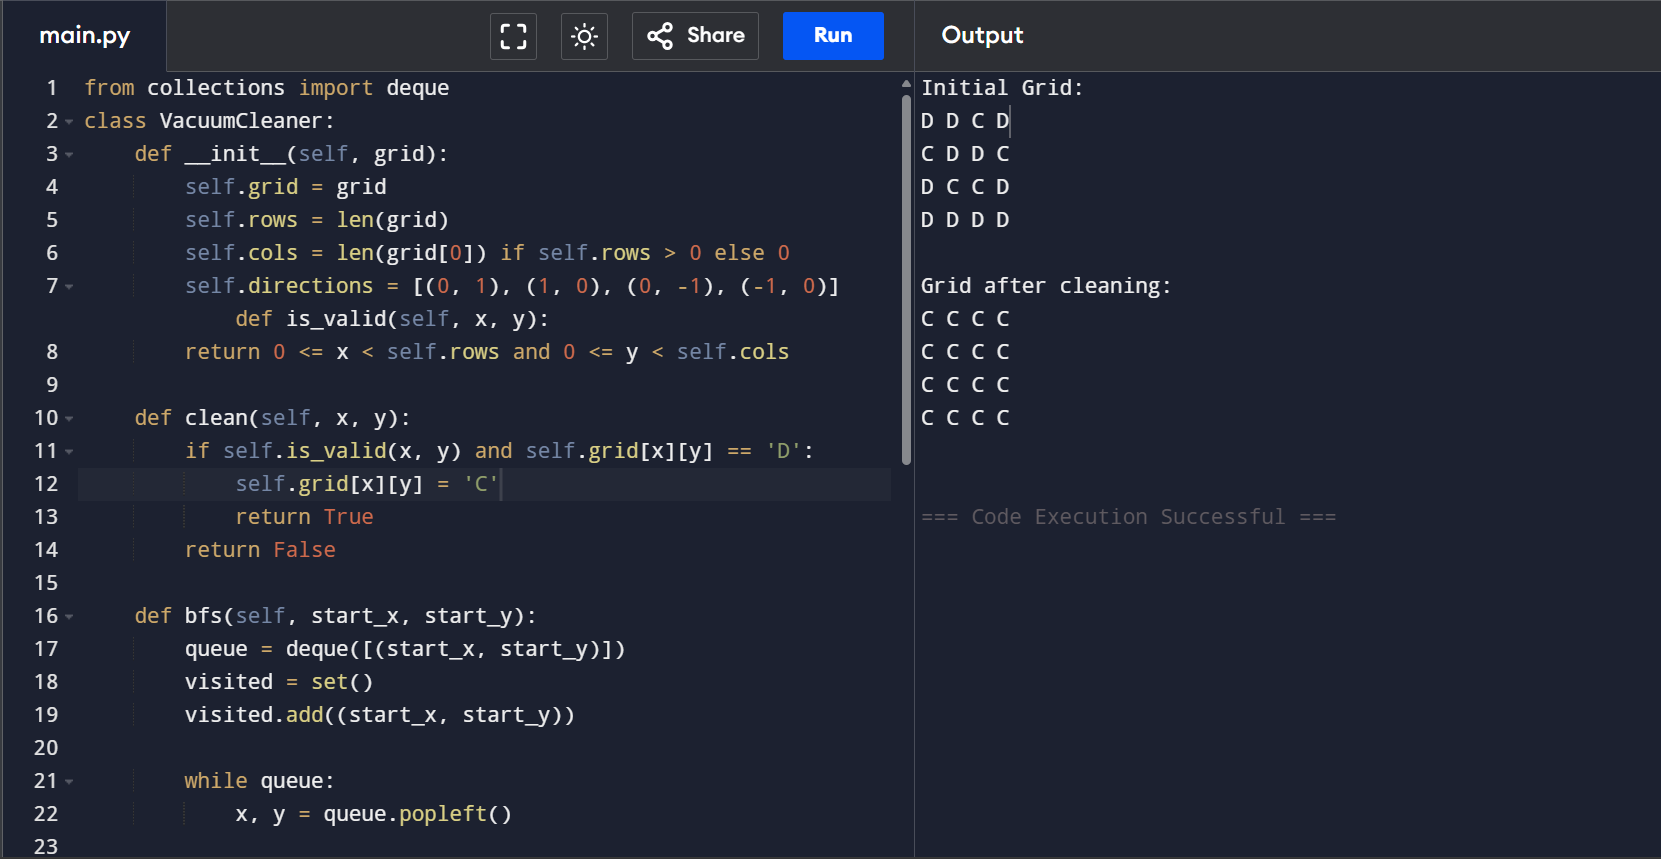 main.py
Share
Run
Output
1 from collections import deque
2 class VacuumCleaner:
3     def __init__(self, grid):
4         self.grid = grid
5         self.rows = len(grid)
6         self.cols = len(grid[0]) if self.rows > 0 else 0
7         self.directions = [(0, 1), (1, 0), (0, -1), (-1, 0)]
            def is_valid(self, x, y):
8         return 0 <= x < self.rows and 0 <= y < self.cols
9
10     def clean(self, x, y):
11         if self.is_valid(x, y) and self.grid[x][y] == 'D':
12             self.grid[x][y] = 'C'
13             return True
14         return False
15
16     def bfs(self, start_x, start_y):
17         queue = deque([(start_x, start_y)])
18         visited = set()
19         visited.add((start_x, start_y))
20
21         while queue:
22             x, y = queue.popleft()
23
Initial Grid:
D D C D
C D D C
D C C D
D D D D
Grid after cleaning:
C C C C
C C C C
C C C C
C C C C
=== Code Execution Successful ===